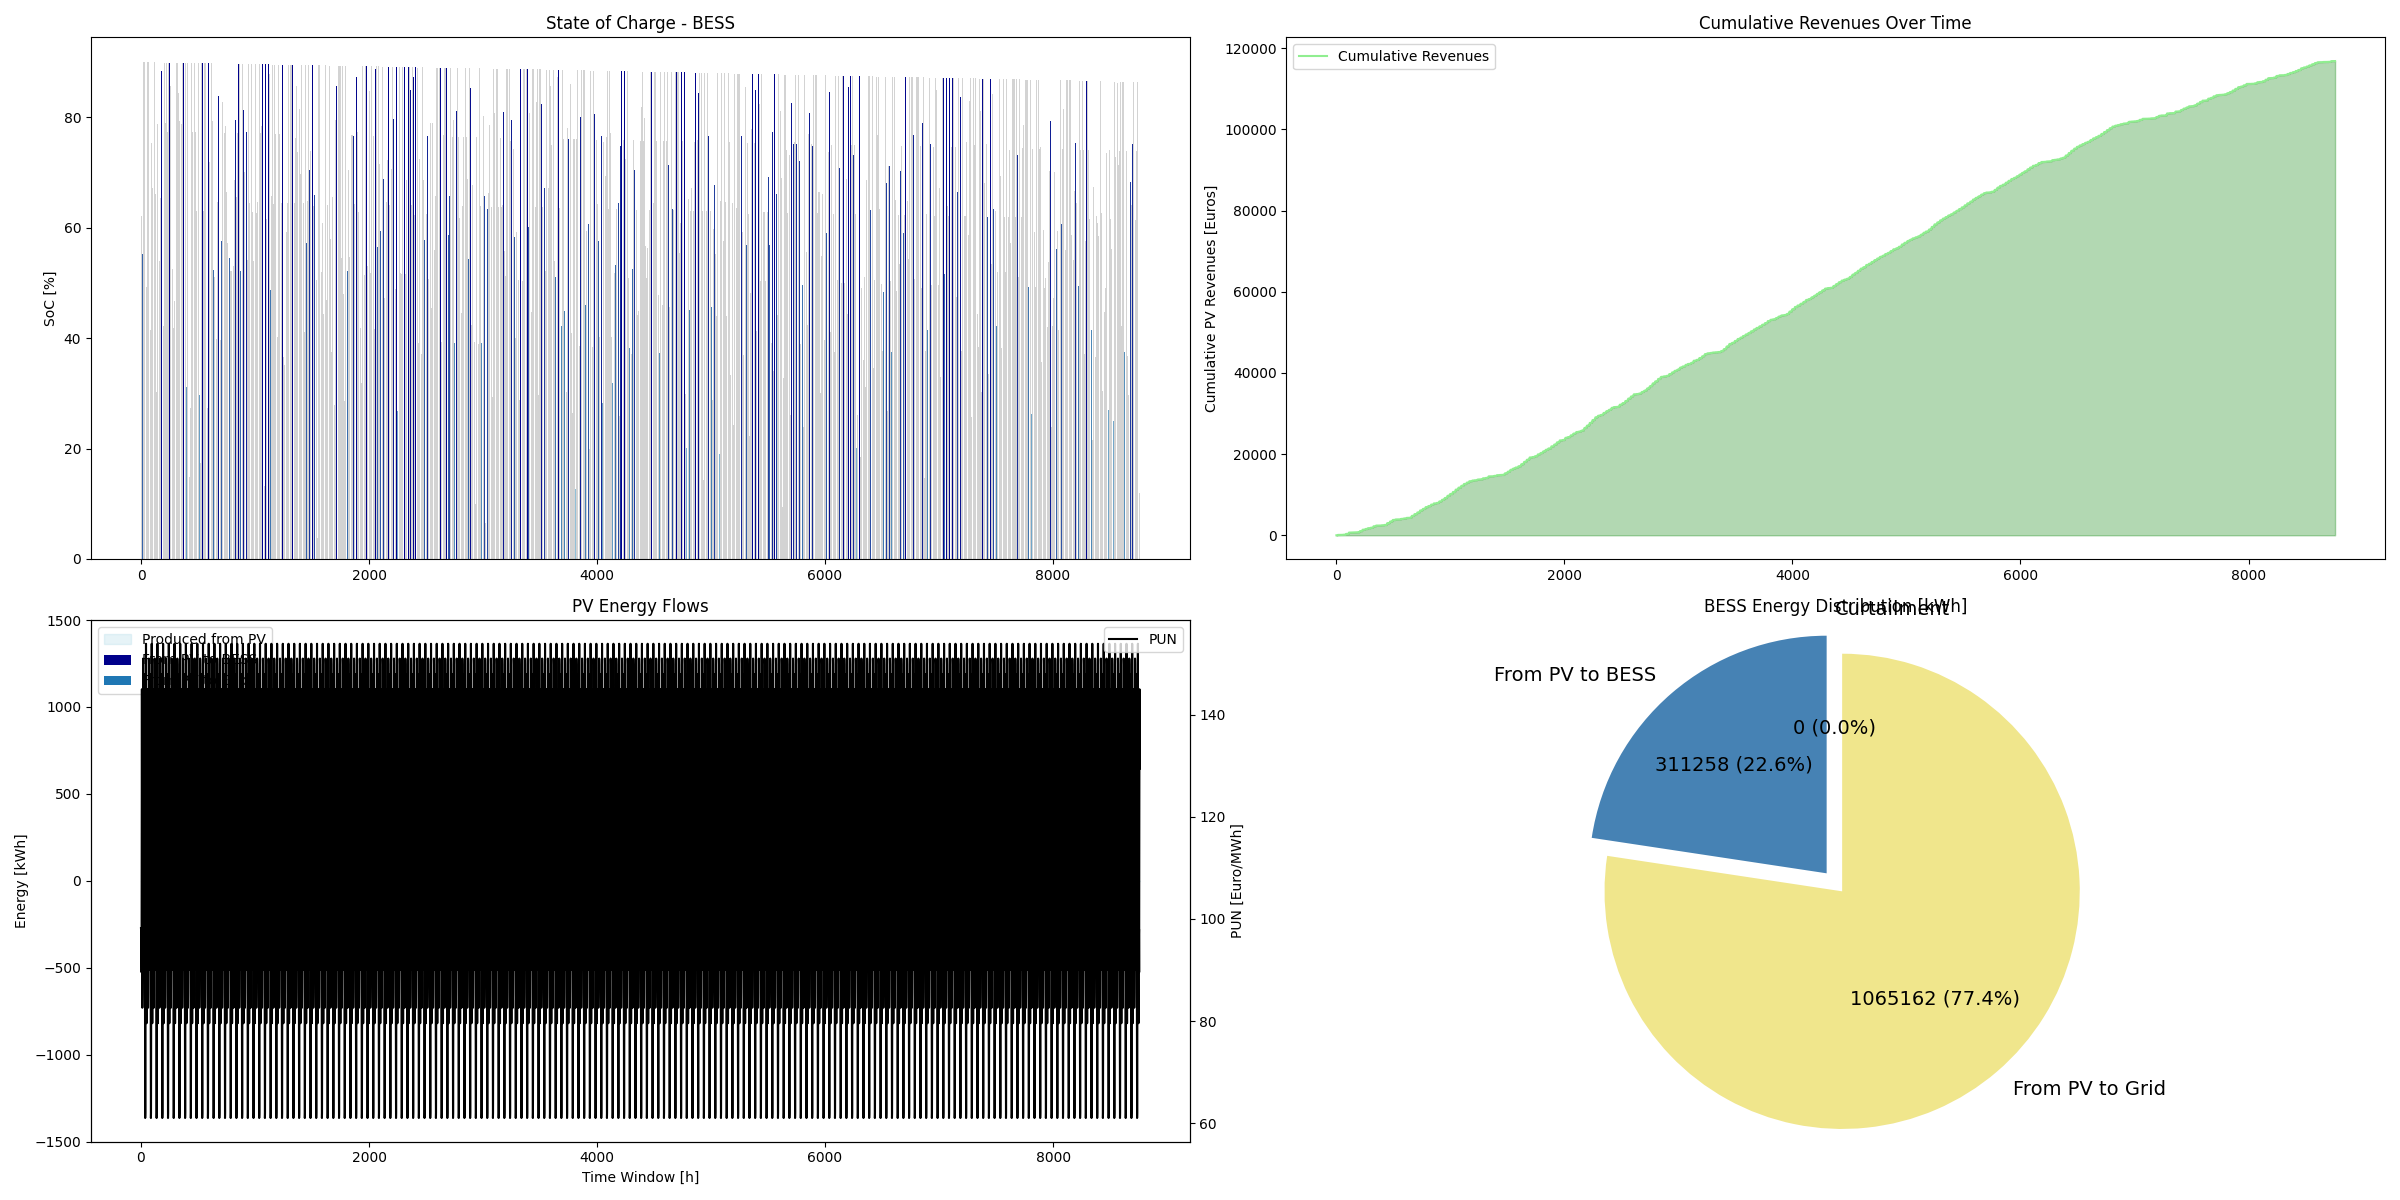 State of Charge - BESS
SoC [%]
80
60
40
20
0
0 2000 4000 6000 8000
Cumulative Revenues Over Time
Cumulative Revenues
Cumulative PV Revenues [Euros]
120000
100000
80000
60000
40000
20000
0
0 2000 4000 6000 8000
PV Energy Flows
Produced from PV
From PV to BESS
PUN
Energy [kWh]
1500
1000
500
0
−500
−1000
−1500
0 2000 4000 6000 8000
Time Window [h]
140
120
100
80
60
PUN [Euro/MWh]
BESS Energy Distribution [kWh]
Curtailment
From PV to BESS
0 (0.0%)
311258 (22.6%)
1065162 (77.4%)
From PV to Grid